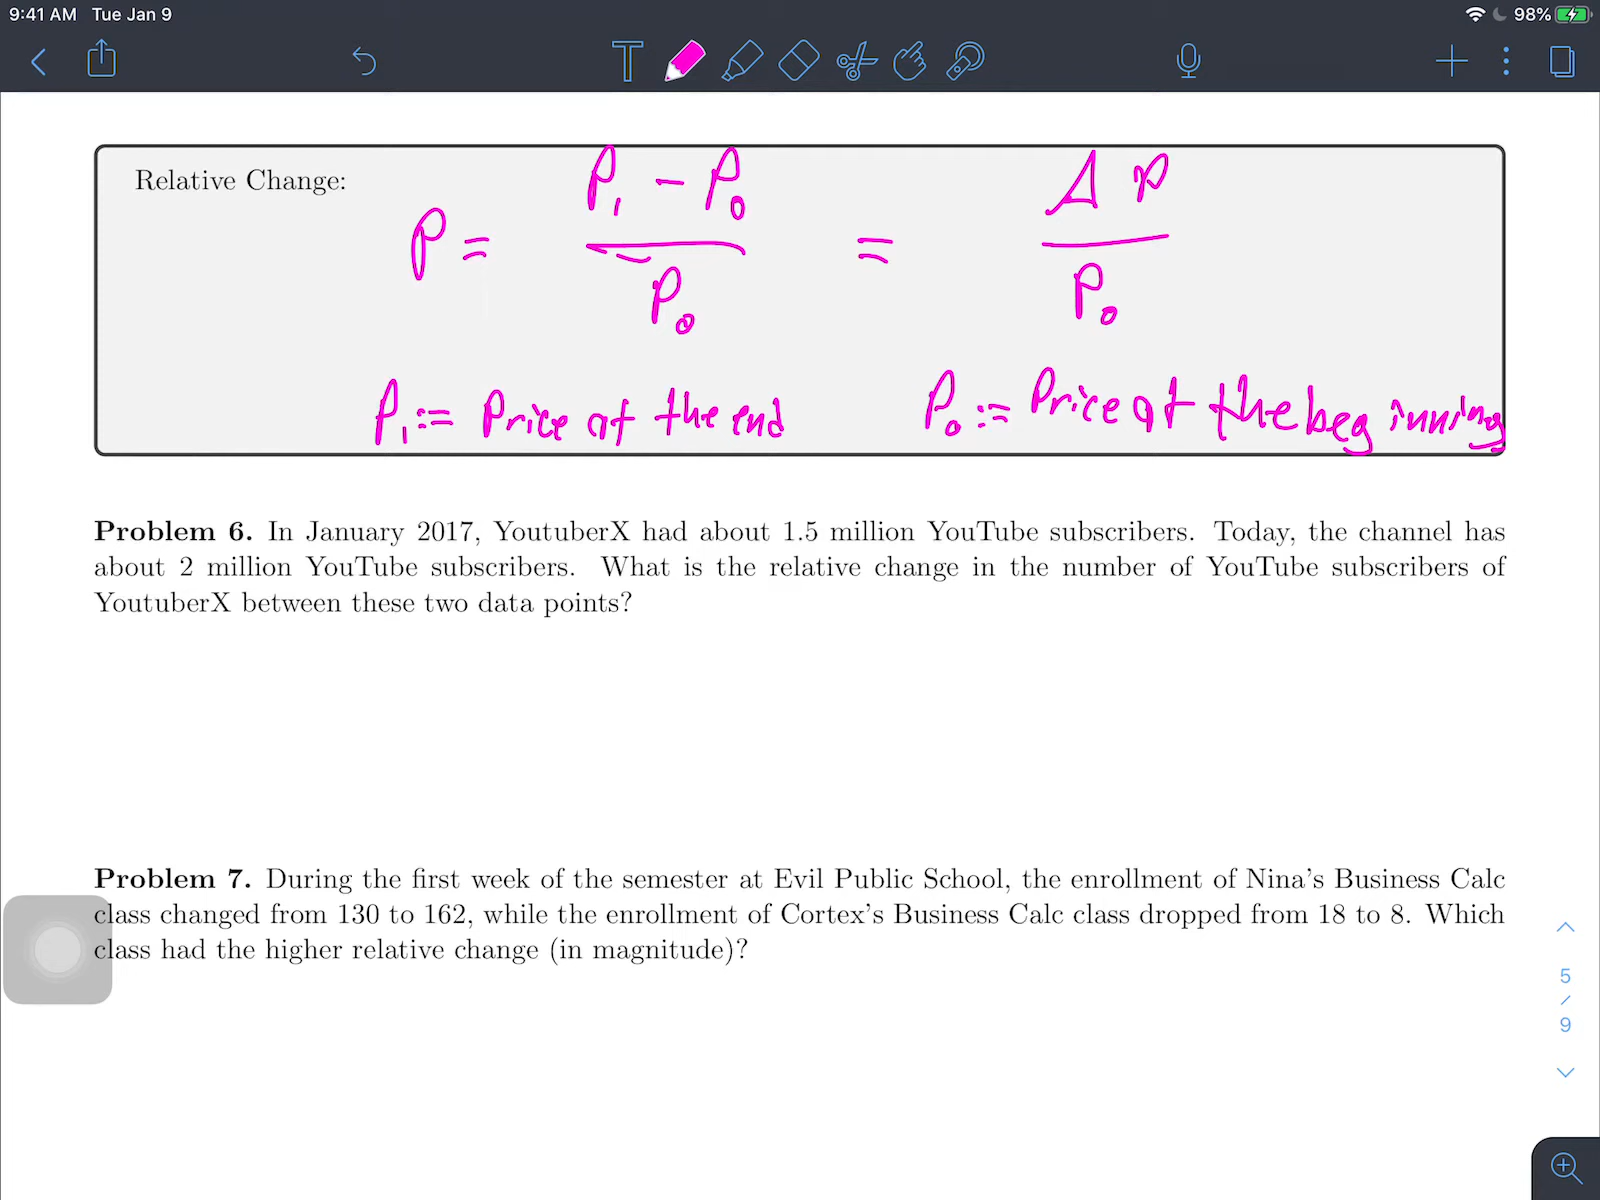 9:41 AM Tue Jan 9
98%
Relative Change:
P = P₁ - P₀ / P₀ = Δ P / P₀
P₁ := Price at the end
P₀ := Price at the beginning
Problem 6. In January 2017, YoutuberX had about 1.5 million YouTube subscribers. Today, the channel has
about 2 million YouTube subscribers. What is the relative change in the number of YouTube subscribers of
YoutuberX between these two data points?
Problem 7. During the first week of the semester at Evil Public School, the enrollment of Nina's Business Calc
class changed from 130 to 162, while the enrollment of Cortex's Business Calc class dropped from 18 to 8. Which
class had the higher relative change (in magnitude)?
5
/
9